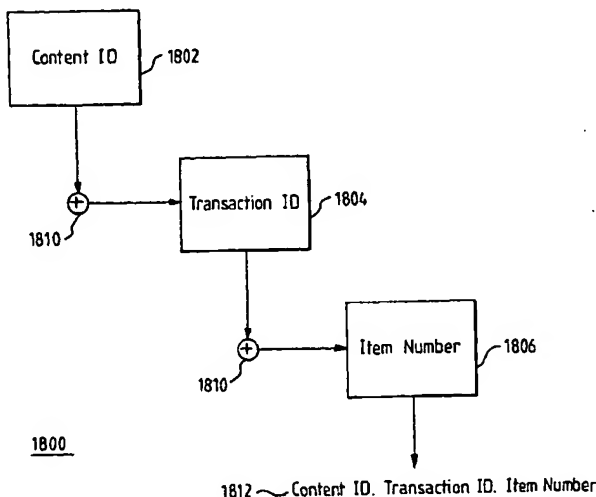 Content ID
1802
Transaction ID
1804
1810
Item Number
1806
1810
1800
1812 Content ID, Transaction ID, Item Number